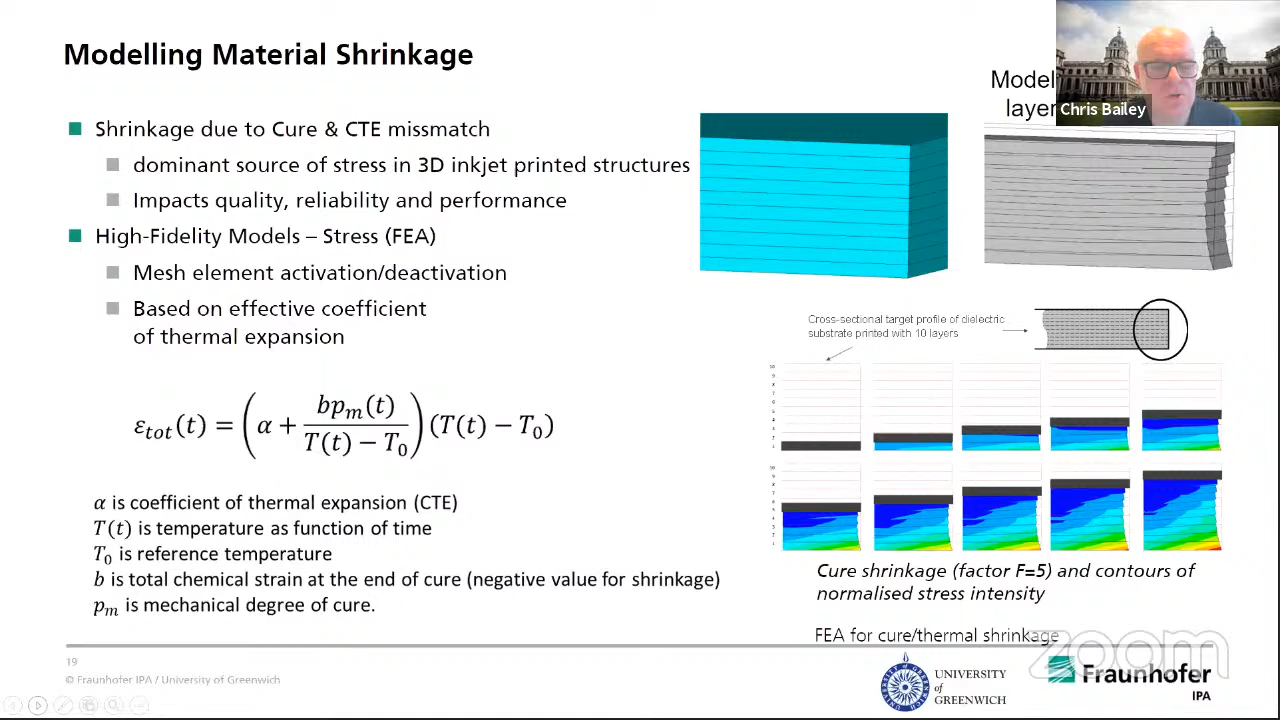 Modelling Material Shrinkage
Shrinkage due to Cure & CTE missmatch
dominant source of stress in 3D inkjet printed structures
Impacts quality, reliability and performance
High-Fidelity Models – Stress (FEA)
Mesh element activation/deactivation
Based on effective coefficient
of thermal expansion
ε_tot(t) = (α + bp_m(t) / (T(t) − T_0)) (T(t) − T_0)
α is coefficient of thermal expansion (CTE)
T(t) is temperature as function of time
T_0 is reference temperature
b is total chemical strain at the end of cure (negative value for shrinkage)
p_m is mechanical degree of cure.
Chris Bailey
Cross-sectional target profile of dielectric
substrate printed with 10 layers
Cure shrinkage (factor F=5) and contours of
normalised stress intensity
FEA for cure/thermal shrinkage
zoom
19
© Fraunhofer IPA / University of Greenwich
UNIVERSITY
of
GREENWICH
Fraunhofer
IPA